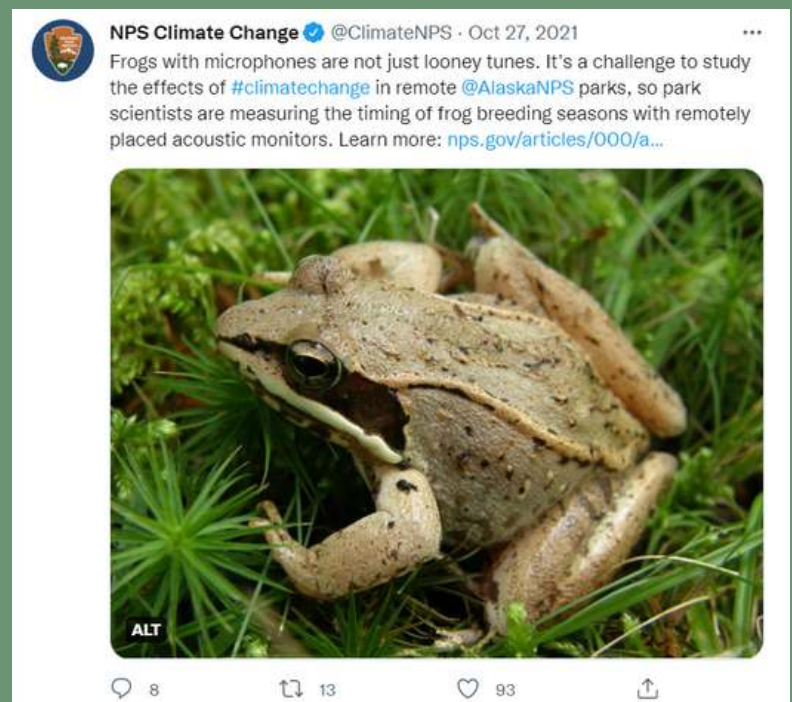 NPS Climate Change @ClimateNPS · Oct 27, 2021
Frogs with microphones are not just looney tunes. It's a challenge to study
the effects of #climatechange in remote @AlaskaNPS parks, so park
scientists are measuring the timing of frog breeding seasons with remotely
placed acoustic monitors. Learn more: nps.gov/articles/000/a...
ALT
8 13 93